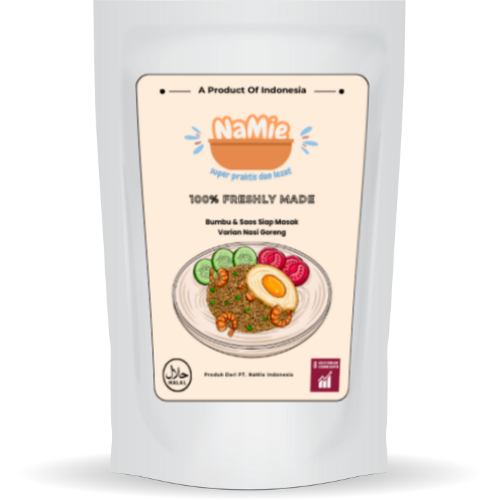 A Product Of Indonesia
NaMie
super praktis dan lezat
100% FRESHLY MADE
Bumbu & Saos Siap Masak
Varian Nasi Goreng
حلال
HALAL
Produk Dari PT. NaMie Indonesia